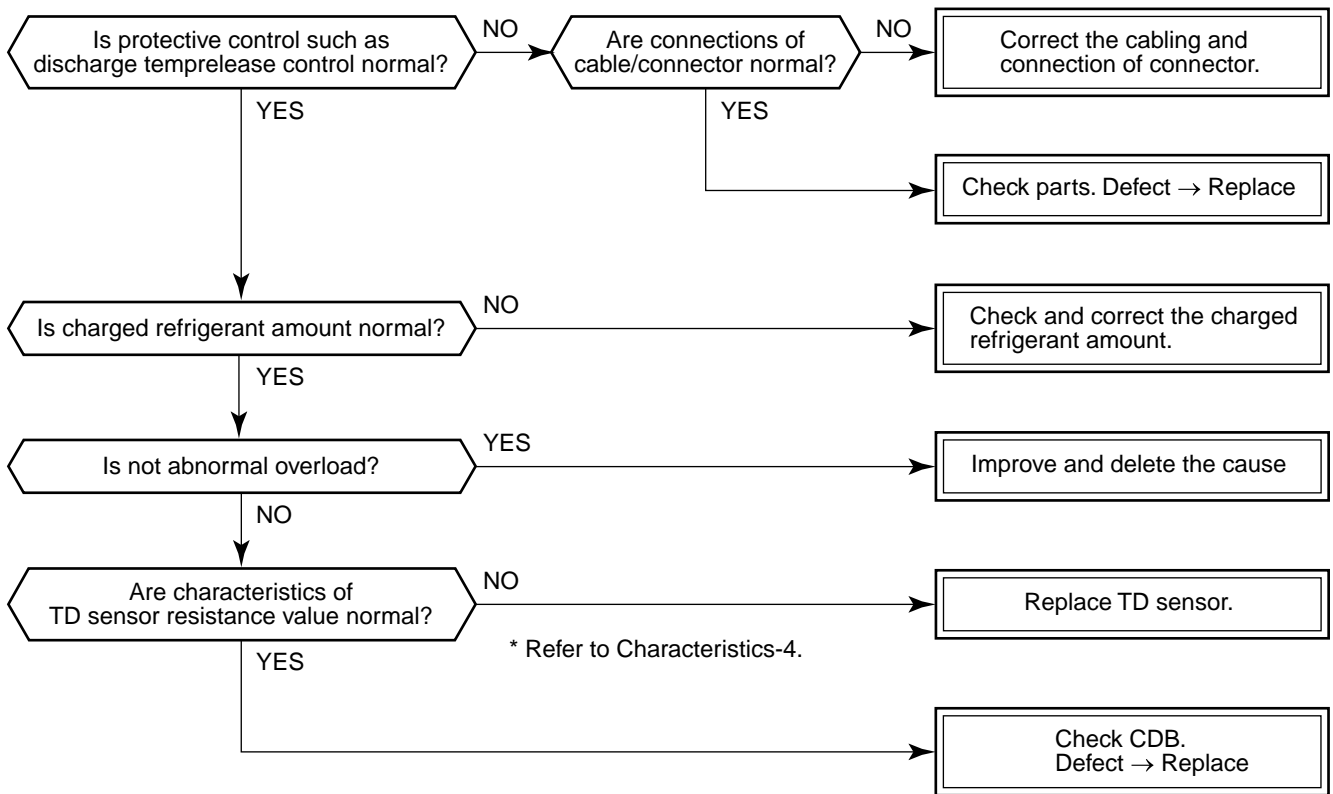 Is protective control such as
discharge temprelease control normal?
NO
Are connections of
cable/connector normal?
NO
Correct the cabling and
connection of connector.
YES
YES
Check parts. Defect → Replace
Is charged refrigerant amount normal?
NO
Check and correct the charged
refrigerant amount.
YES
Is not abnormal overload?
YES
Improve and delete the cause
NO
Are characteristics of
TD sensor resistance value normal?
NO
Replace TD sensor.
* Refer to Characteristics-4.
YES
Check CDB.
Defect → Replace